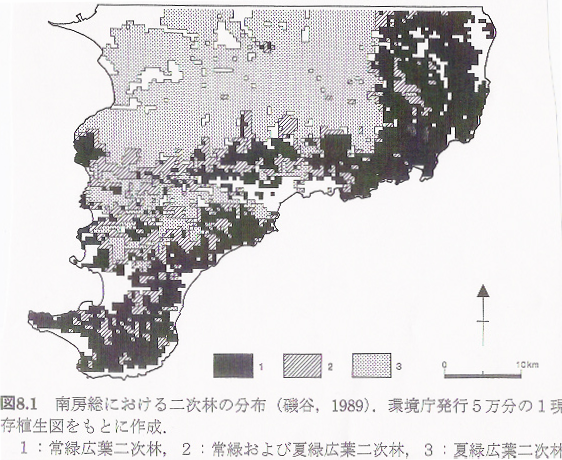 1
2
3
0
10km
図8.1 南房総における二次林の分布（磯谷，1989）．環境庁発行5万分の1現
存植生図をもとに作成．
1：常緑広葉二次林，2：常緑および夏緑広葉二次林，3：夏緑広葉二次林